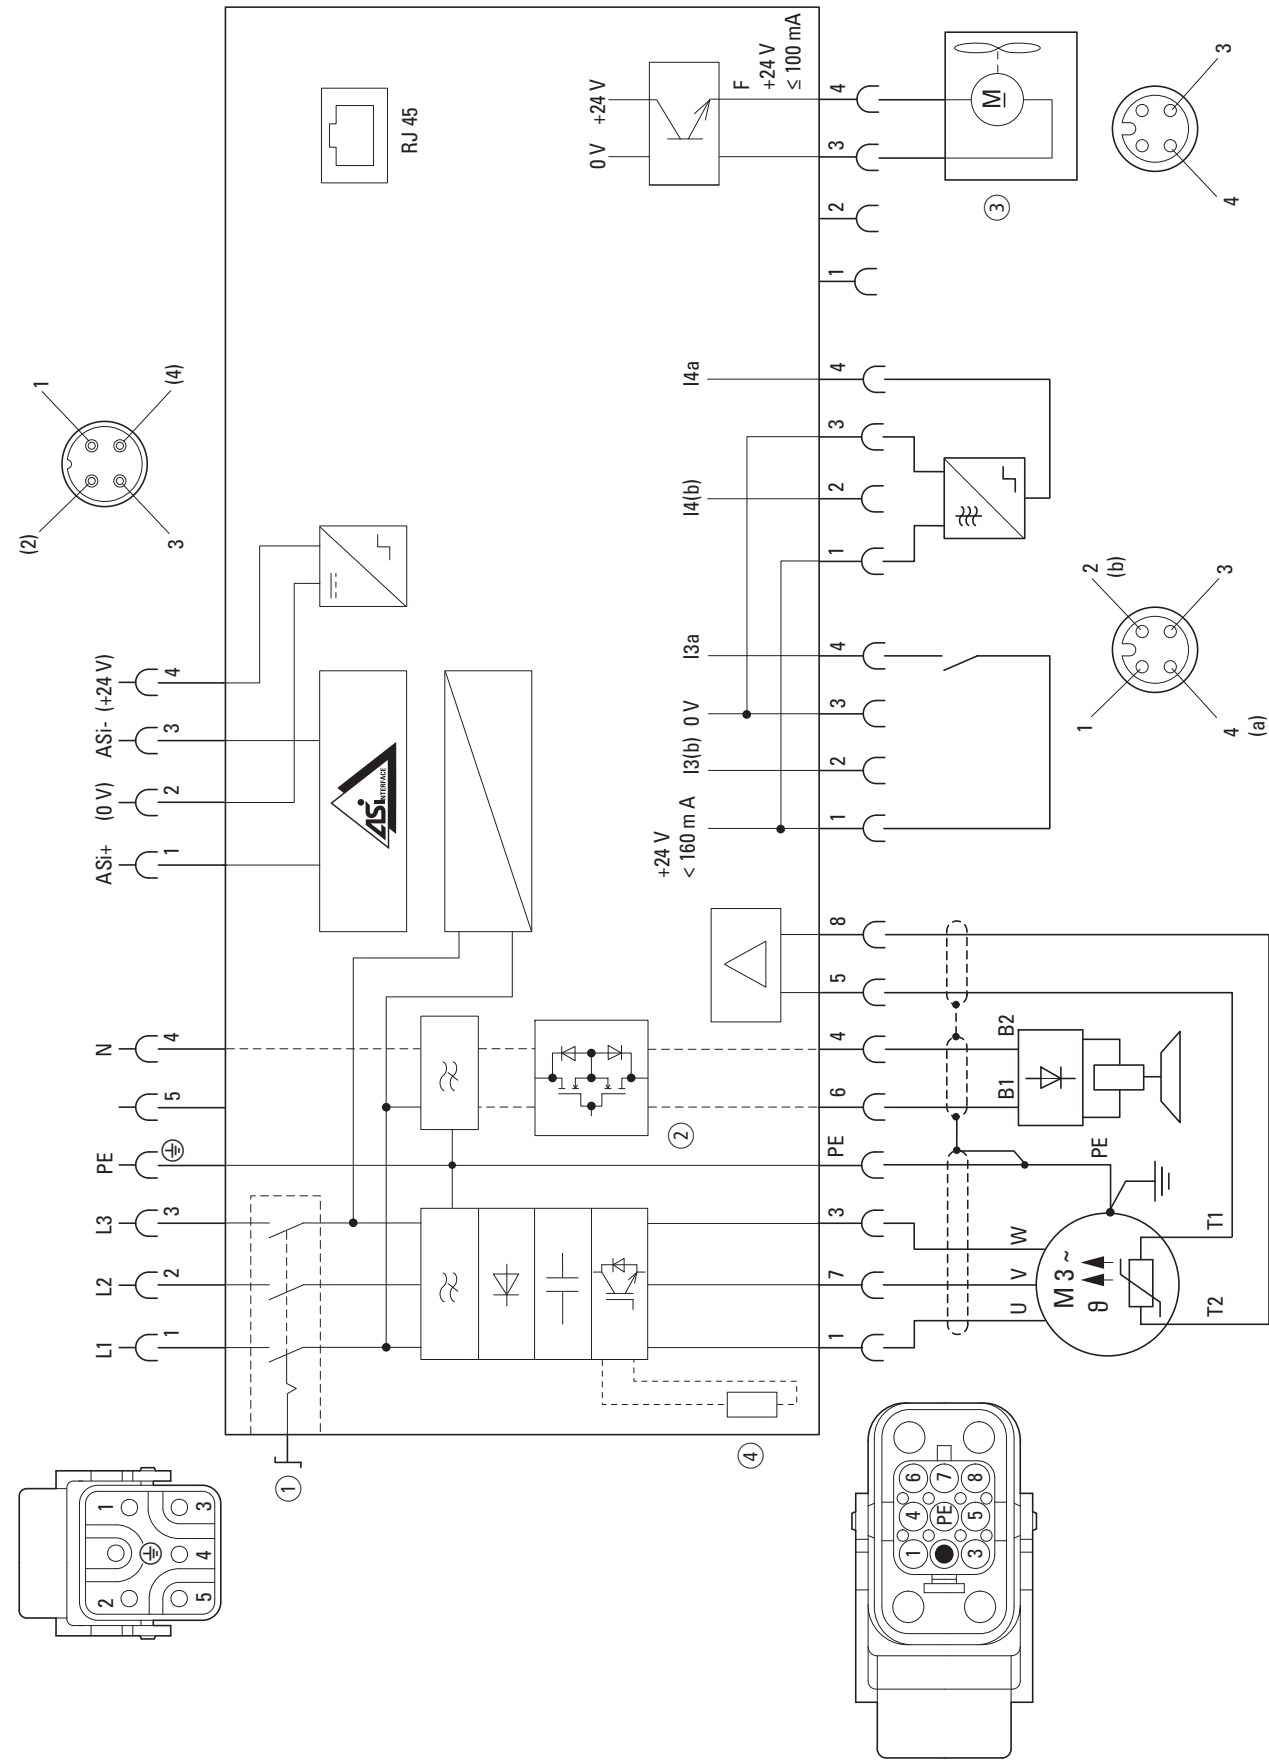 (2)
1
(4)
3
L1 L2 L3 PE N ASi+ (0 V) ASi- (+24 V)
1 2 3 5 4 1 2 3 4
2 1
5 4 3
1
ASi
INTERFACE
RJ 45
0 V +24 V
2
+24 V
< 160 m A
I3(b) 0 V I3a I4(b) I4a
F
+24 V
≤ 100 mA
4
1 7 3 PE 6 4 5 8 1 2 3 4 1 2 3 4 1 2 3 4
1 4 6
PE 7
3 5 8
M
3
U V W B1 B2
M 3 ~
ϑ
PE
T2 T1
1
2
(b)
4
(a)
3
4
3